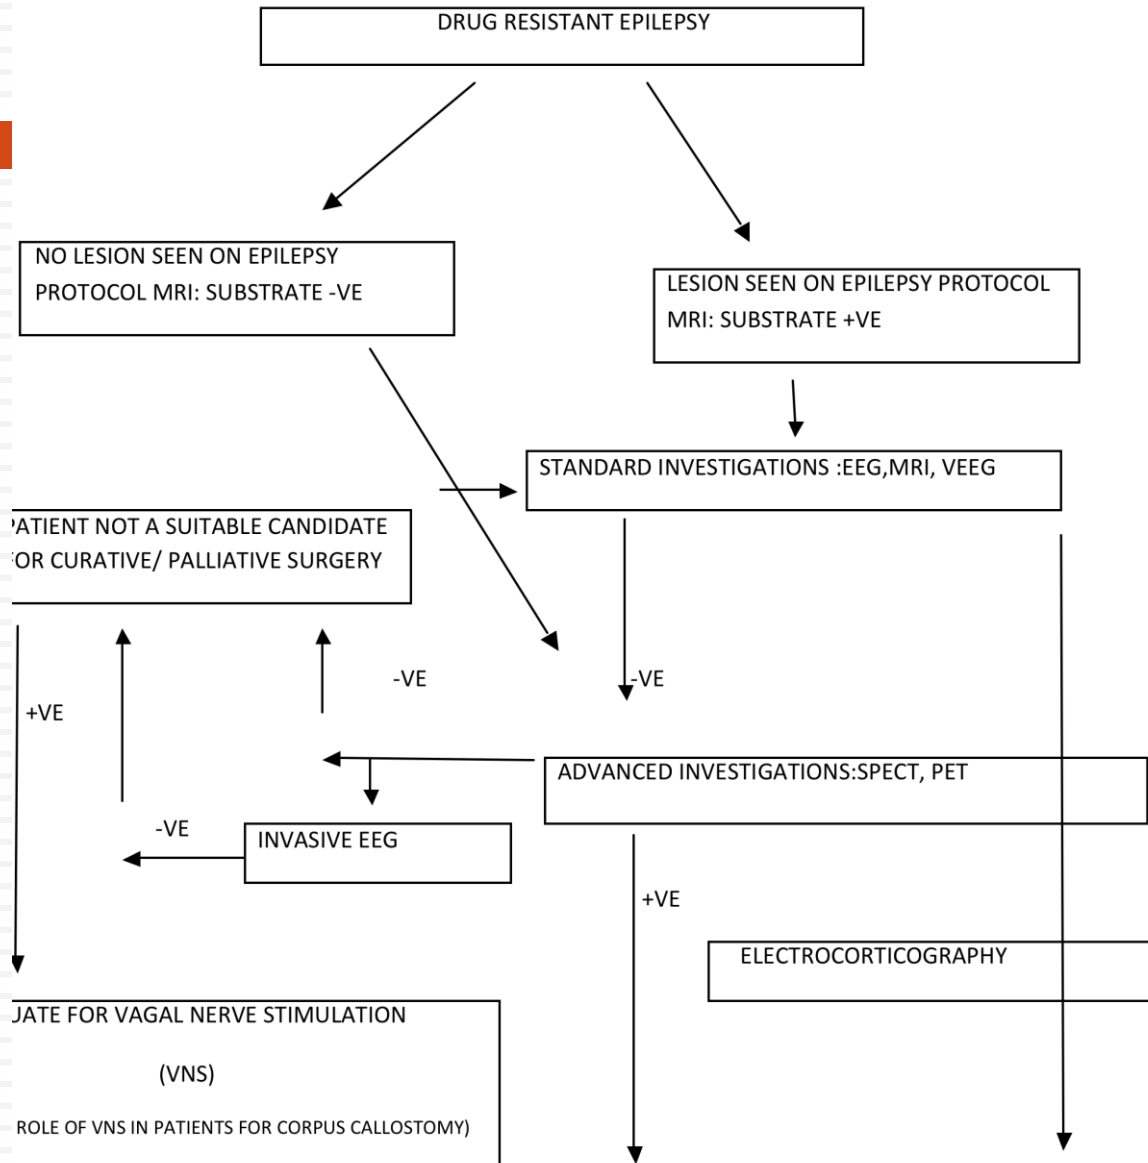 DRUG RESISTANT EPILEPSY
NO LESION SEEN ON EPILEPSY
PROTOCOL MRI: SUBSTRATE -VE
LESION SEEN ON EPILEPSY PROTOCOL
MRI: SUBSTRATE +VE
STANDARD INVESTIGATIONS :EEG,MRI, VEEG
PATIENT NOT A SUITABLE CANDIDATE
FOR CURATIVE/ PALLIATIVE SURGERY
-VE
-VE
+VE
ADVANCED INVESTIGATIONS:SPECT, PET
-VE
INVASIVE EEG
+VE
ELECTROCORTICOGRAPHY
UATE FOR VAGAL NERVE STIMULATION
(VNS)
ROLE OF VNS IN PATIENTS FOR CORPUS CALLOSTOMY)